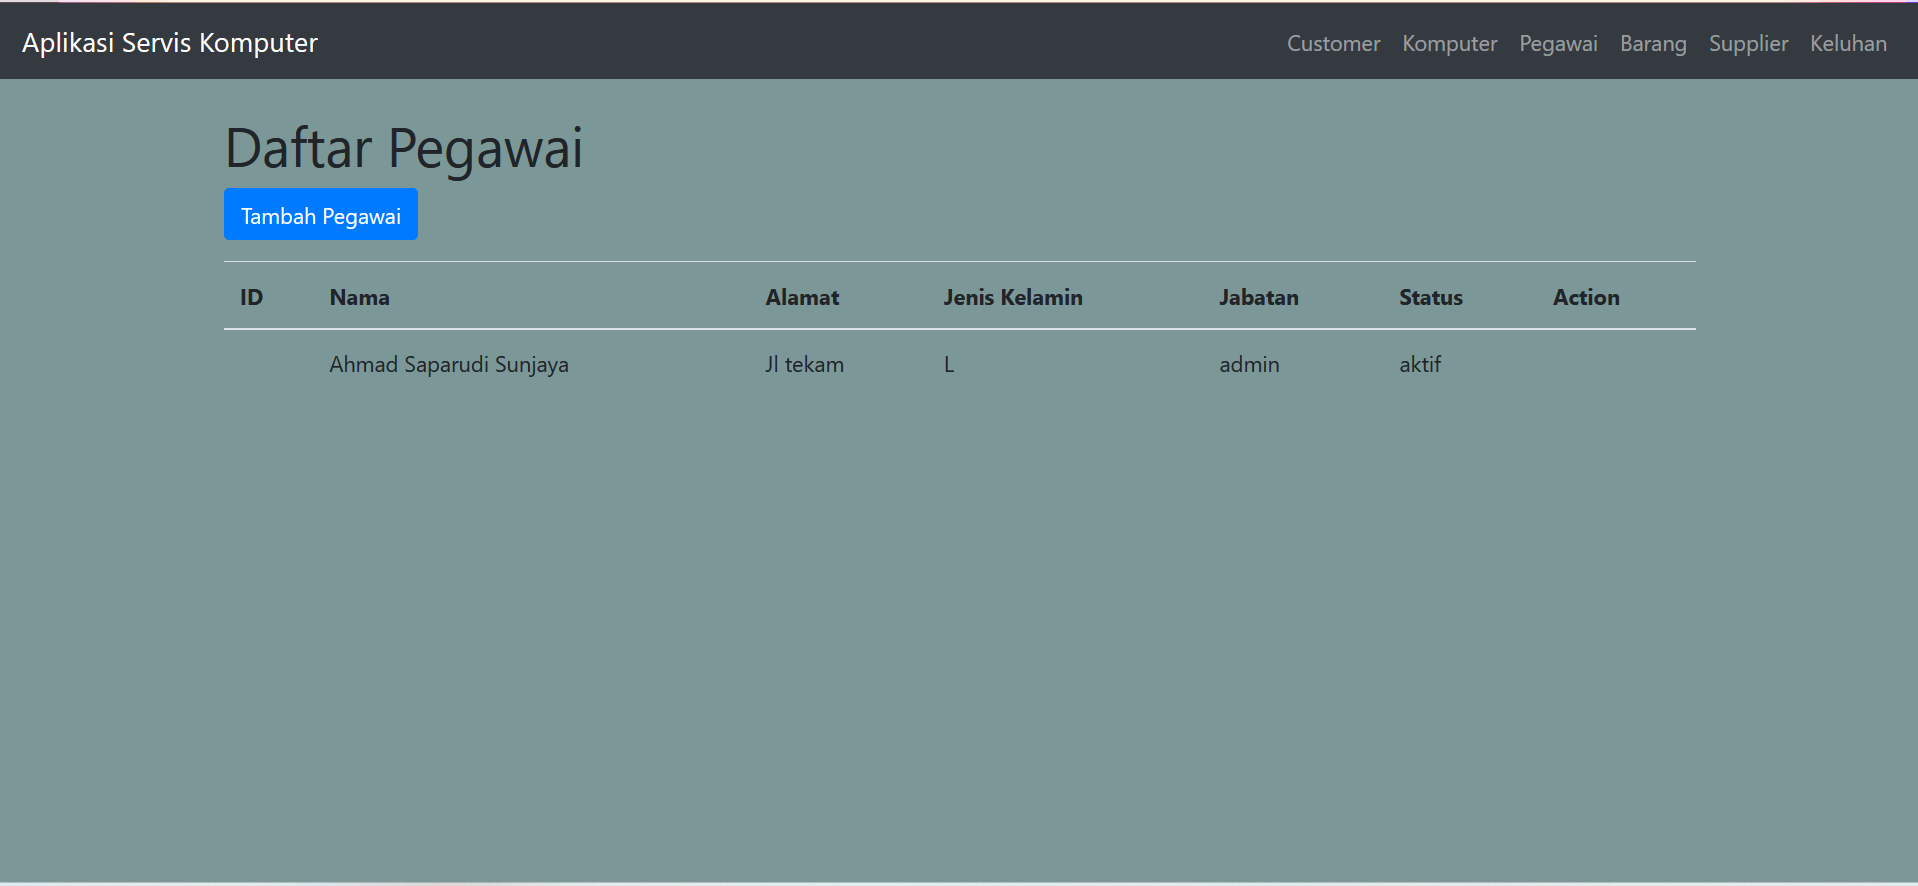 Aplikasi Servis Komputer Customer Komputer Pegawai Barang Supplier Keluhan
Daftar Pegawai
Tambah Pegawai
ID Nama Alamat Jenis Kelamin Jabatan Status Action
Ahmad Saparudi Sunjaya Jl tekam L admin aktif